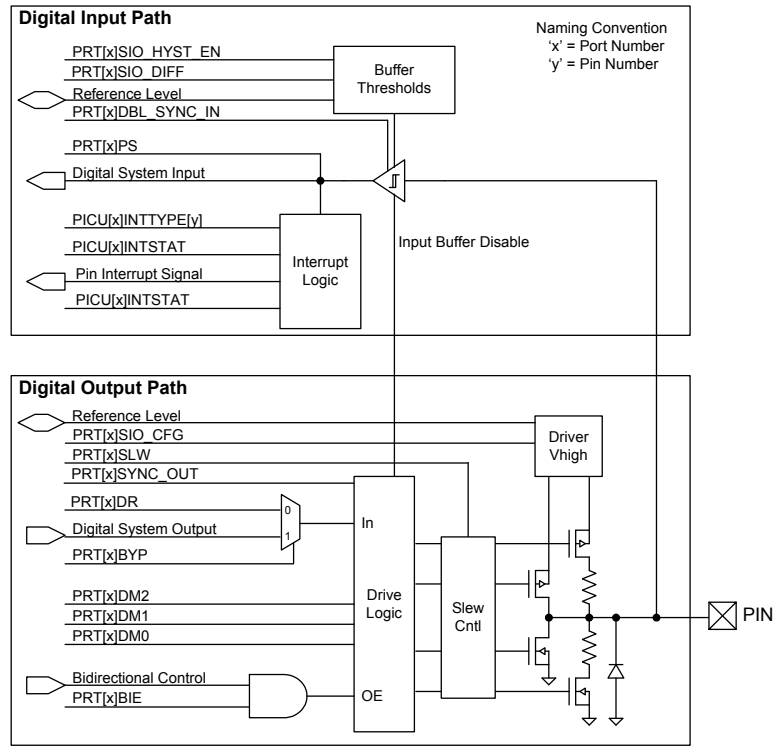 Digital Input Path
Naming Convention
'x' = Port Number
'y' = Pin Number
PRT[x]SIO_HYST_EN
PRT[x]SIO_DIFF
Reference Level
PRT[x]DBL_SYNC_IN
Buffer
Thresholds
PRT[x]PS
Digital System Input
PICU[x]INTTYPE[y]
PICU[x]INTSTAT
Pin Interrupt Signal
PICU[x]INTSTAT
Interrupt
Logic
Input Buffer Disable
Digital Output Path
Reference Level
PRT[x]SIO_CFG
PRT[x]SLW
PRT[x]SYNC_OUT
Driver
Vhigh
PRT[x]DR
Digital System Output
PRT[x]BYP
0
1
In
PRT[x]DM2
PRT[x]DM1
PRT[x]DM0
Drive
Logic
Slew
Cntl
PIN
Bidirectional Control
PRT[x]BIE
OE